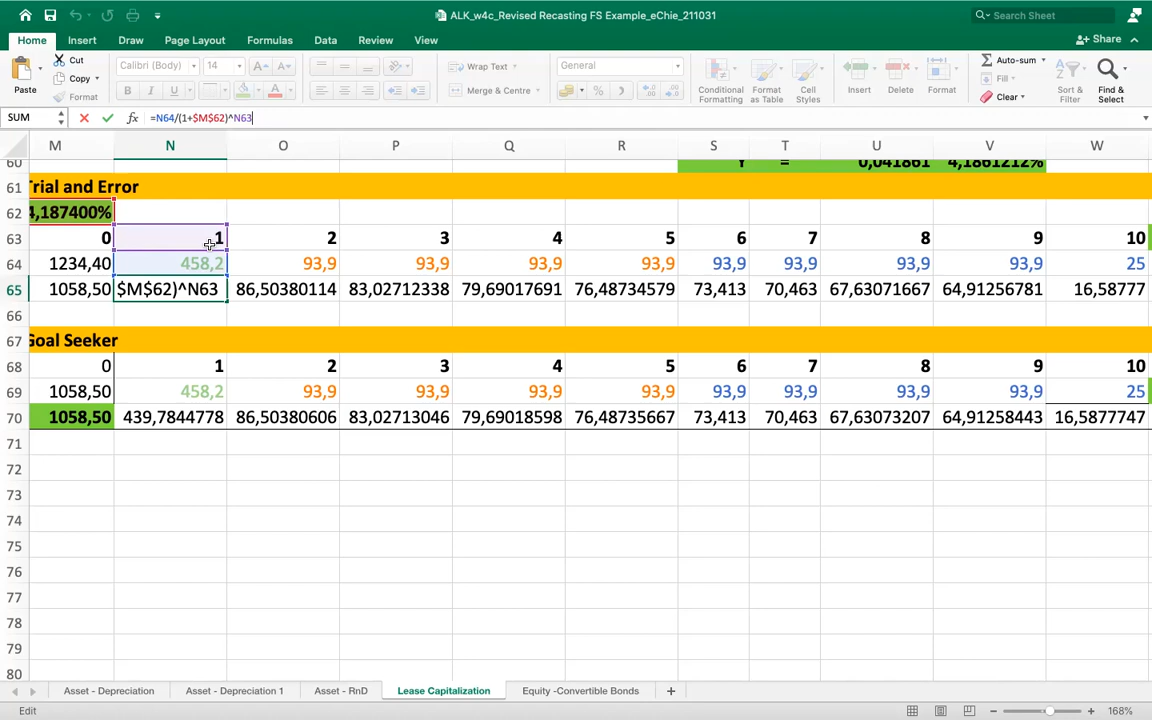 ALK_w4c_Revised Recasting FS Example_eChie_211031
Search Sheet
Home Insert Draw Page Layout Formulas Data Review View
Share
Paste
Cut
Copy
Format
Calibri (Body) 14
B I U
Wrap Text
Merge & Centre
General
Conditional Formatting
Format as Table
Cell Styles
Insert Delete Format
Auto-sum
Fill
Clear
Sort & Filter
Find & Select
SUM fx =N64/(1+$M$62)^N63
M N O P Q R S T U V W
60 Y = 0,041861 4,1861212%
61 Trial and Error
62 4,187400%
63 0 1 2 3 4 5 6 7 8 9 10
64 1234,40 458,2 93,9 93,9 93,9 93,9 93,9 93,9 93,9 93,9 25
65 1058,50 $M$62)^N63 86,50380114 83,02712338 79,69017691 76,48734579 73,413 70,463 67,63071667 64,91256781 16,58777
66
67 Goal Seeker
68 0 1 2 3 4 5 6 7 8 9 10
69 1058,50 458,2 93,9 93,9 93,9 93,9 93,9 93,9 93,9 93,9 25
70 1058,50 439,7844778 86,50380606 83,02713046 79,69018598 76,48735667 73,413 70,463 67,63073207 64,91258443 16,5877747
71
72
73
74
75
76
77
78
79
80
Asset - Depreciation Asset - Depreciation 1 Asset - RnD Lease Capitalization Equity -Convertible Bonds +
Edit 168%